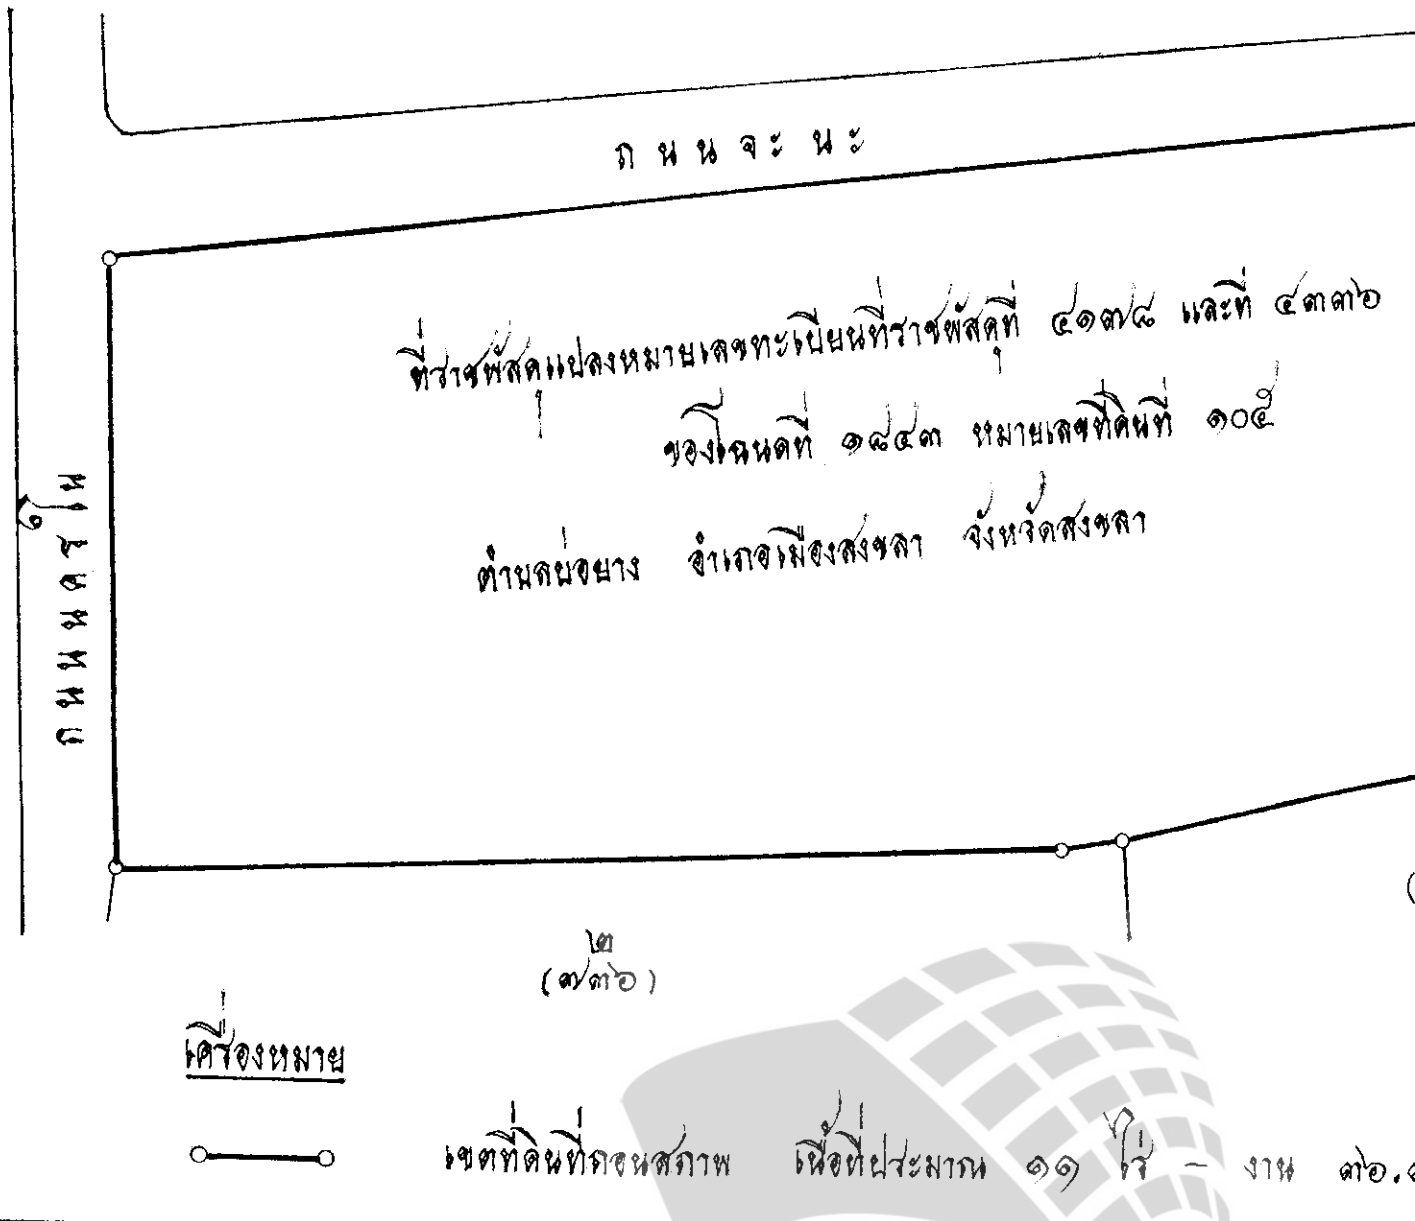 ถนนจะนะ
ที่ราชพัสดุแปลงหมายเลขทะเบียนที่ราชพัสดุที่ ๔๑๗๘ และที่ ๔๓๓๖
ของโฉนดที่ ๑๘๔๓ หมายเลขที่ดินที่ ๑๐๕
ตำบลบ่อยาง อำเภอเมืองสงขลา จังหวัดสงขลา
ถนนนครใน
๒
(๗๓๖)
เครื่องหมาย
เขตที่ดินที่ถอนสภาพ เนื้อที่ประมาณ ๑๑ ไร่ - งาน